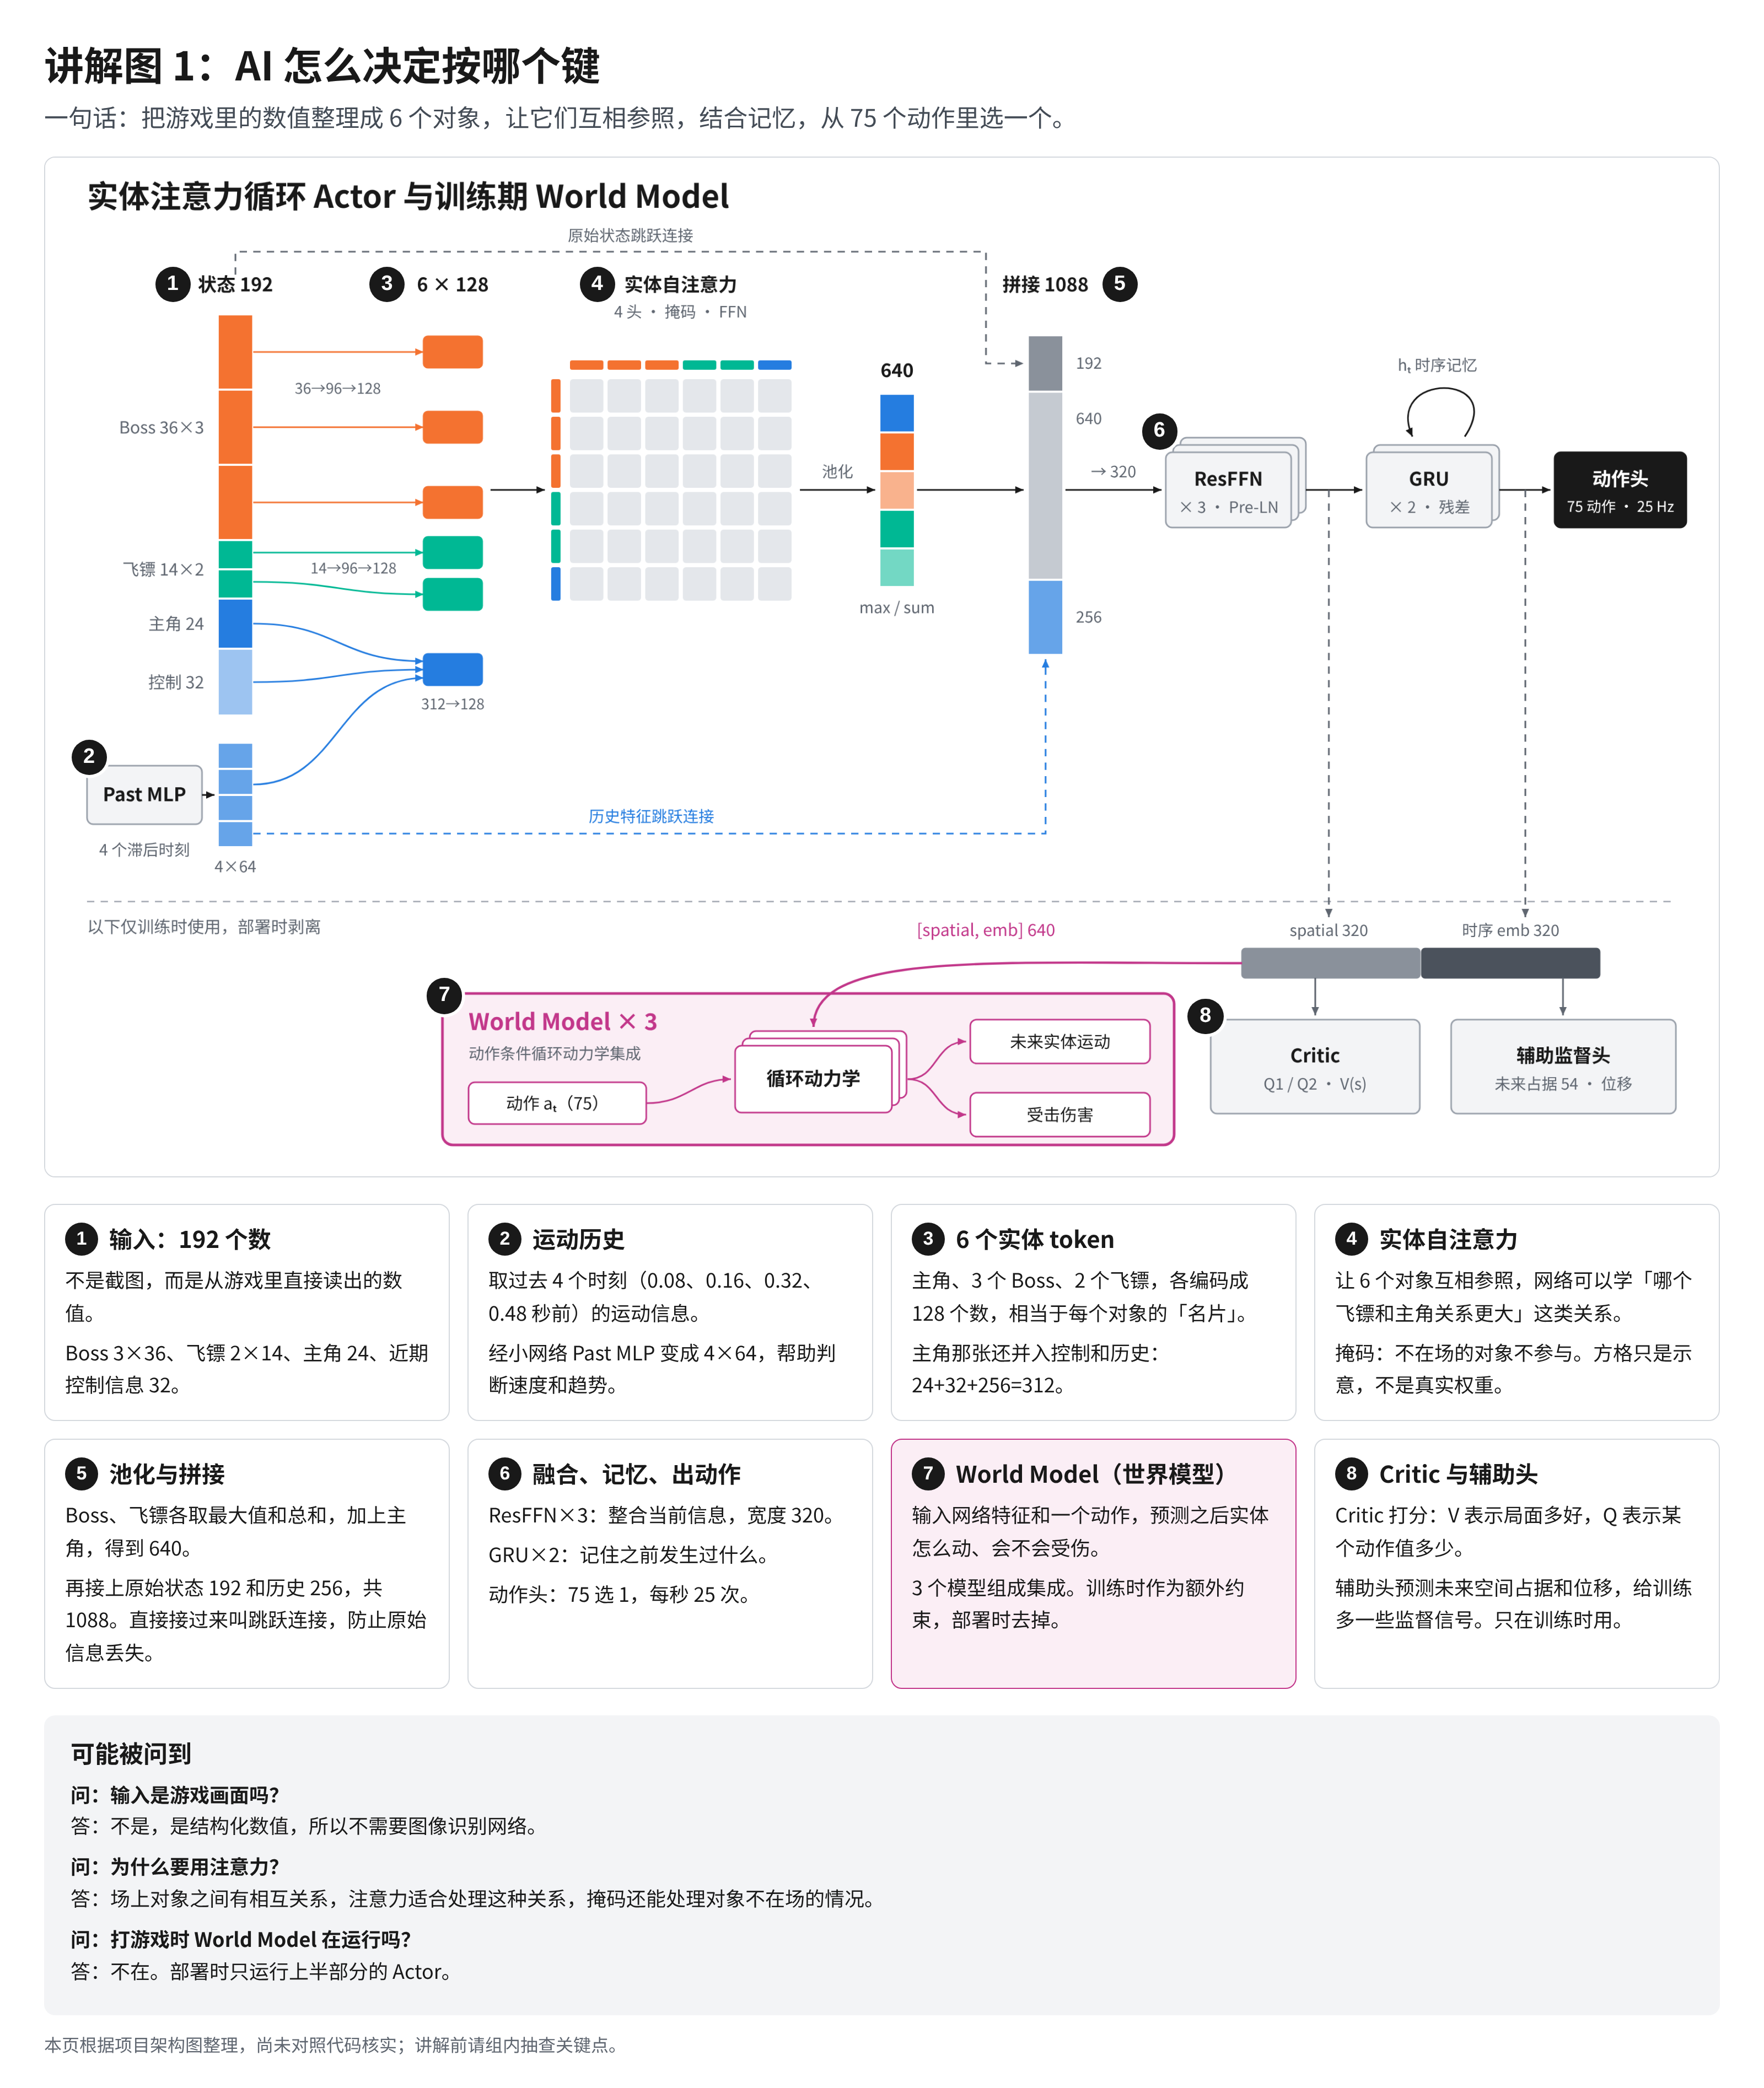 讲解图 1：AI 怎么决定按哪个键
一句话：把游戏里的数值整理成 6 个对象，让它们互相参照，结合记忆，从 75 个动作里选一个。
实体注意力循环 Actor 与训练期 World Model
原始状态跳跃连接
1 状态 192
3 6 × 128
4 实体自注意力
4 头 · 掩码 · FFN
拼接 1088 5
36→96→128
Boss 36×3
飞镖 14×2
14→96→128
主角 24
控制 32
312→128
池化
640
max / sum
192
640
→ 320
256
6
ResFFN
× 3 · Pre-LN
hₜ 时序记忆
GRU
× 2 · 残差
动作头
75 动作 · 25 Hz
2
Past MLP
4 个滞后时刻
4×64
历史特征跳跃连接
以下仅训练时使用，部署时剥离
[spatial, emb] 640
spatial 320
时序 emb 320
7
World Model × 3
动作条件循环动力学集成
动作 aₜ（75）
循环动力学
未来实体运动
受击伤害
8
Critic
Q1 / Q2 · V(s)
辅助监督头
未来占据 54 · 位移
1 输入：192 个数
不是截图，而是从游戏里直接读出的数
值。
Boss 3×36、飞镖 2×14、主角 24、近期
控制信息 32。
2 运动历史
取过去 4 个时刻（0.08、0.16、0.32、
0.48 秒前）的运动信息。
经小网络 Past MLP 变成 4×64，帮助判
断速度和趋势。
3 6 个实体 token
主角、3 个 Boss、2 个飞镖，各编码成
128 个数，相当于每个对象的「名片」。
主角那张还并入控制和历史：
24+32+256=312。
4 实体自注意力
让 6 个对象互相参照，网络可以学「哪个
飞镖和主角关系更大」这类关系。
掩码：不在场的对象不参与。方格只是示
意，不是真实权重。
5 池化与拼接
Boss、飞镖各取最大值和总和，加上主
角，得到 640。
再接上原始状态 192 和历史 256，共
1088。直接接过来叫跳跃连接，防止原始
信息丢失。
6 融合、记忆、出动作
ResFFN×3：整合当前信息，宽度 320。
GRU×2：记住之前发生过什么。
动作头：75 选 1，每秒 25 次。
7 World Model（世界模型）
输入网络特征和一个动作，预测之后实体
怎么动、会不会受伤。
3 个模型组成集成。训练时作为额外约
束，部署时去掉。
8 Critic 与辅助头
Critic 打分：V 表示局面多好，Q 表示某
个动作值多少。
辅助头预测未来空间占据和位移，给训练
多一些监督信号。只在训练时用。
可能被问到
问：输入是游戏画面吗？
答：不是，是结构化数值，所以不需要图像识别网络。
问：为什么要用注意力？
答：场上对象之间有相互关系，注意力适合处理这种关系，掩码还能处理对象不在场的情况。
问：打游戏时 World Model 在运行吗？
答：不在。部署时只运行上半部分的 Actor。
本页根据项目架构图整理，尚未对照代码核实；讲解前请组内抽查关键点。